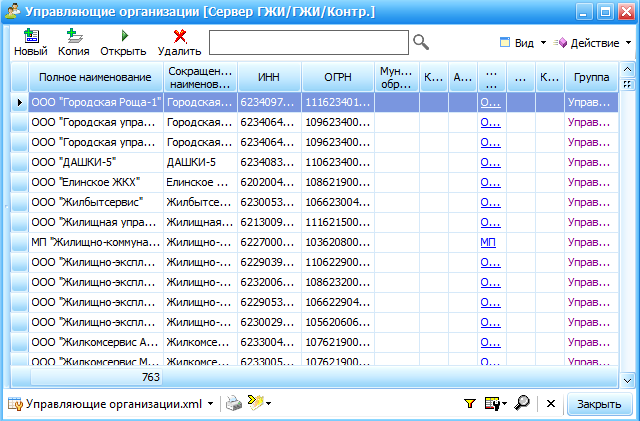 Управляющие организации [Сервер ГЖИ/ГЖИ/Контр.]
Новый Копия Открыть Удалить Вид Действие
Полное наименование Сокращен... наименов... ИНН ОГРН Мун... обр... К... А... ... ... ... К... Группа
ООО "Городская Роща-1" Городская... 6234097... 111623401... О... Управ...
ООО "Городская упра... Городская... 6234064... 109623400... О... Управ...
ООО "Городская упра... Городская... 6234064... 109623400... О... Управ...
ООО "ДАШКИ-5" ДАШКИ-5 6234083... 110623400... О... Управ...
ООО "Елинское ЖКХ" Елинское ... 6202004... 108621900... О... Управ...
ООО "Жилбытсервис" Жилбытсе... 6230053... 106623004... О... Управ...
ООО "Жилищная упра... Жилищная... 6213009... 111621500... О... Управ...
МП "Жилищно-коммуна... Жилищно-... 6227000... 103620800... МП Управ...
ООО "Жилищно-экспл... Жилищно-... 6229039... 110622900... О... Управ...
ООО "Жилищно-экспл... Жилищно-... 6232006... 108623200... О... Управ...
ООО "Жилищно-экспл... Жилищно-... 6229053... 106622904... О... Управ...
ООО "Жилищно-экспл... Жилищно-... 6230029... 105620606... О... Управ...
ООО "Жилкомсервис А... Жилкомсе... 6233004... 107621900... О... Управ...
ООО "Жилкомсервис М... Жилкомсе... 6233005... 107621900... О... Управ...
763
Управляющие организации.xml Закрыть